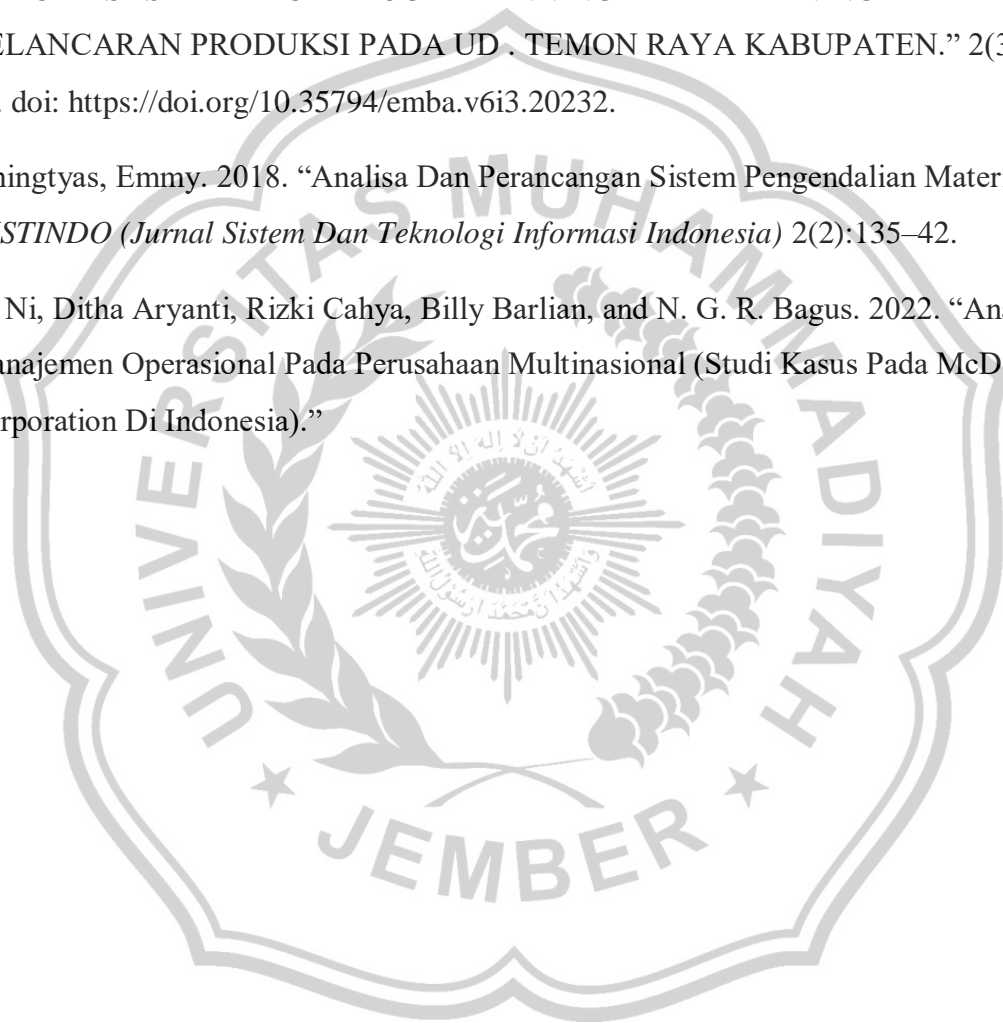 ELANCARAN PRODUKSI PADA UD . TEMON RAYA KABUPATEN.” 2(3
. doi: https://doi.org/10.35794/emba.v6i3.20232.
ningtyas, Emmy. 2018. “Analisa Dan Perancangan Sistem Pengendalian Mater
STINDO (Jurnal Sistem Dan Teknologi Informasi Indonesia) 2(2):135–42.
Ni, Ditha Aryanti, Rizki Cahya, Billy Barlian, and N. G. R. Bagus. 2022. “Ana
anajemen Operasional Pada Perusahaan Multinasional (Studi Kasus Pada McD
rporation Di Indonesia).”
UNIVERSITAS MUHAMMADIYAH
JEMBER